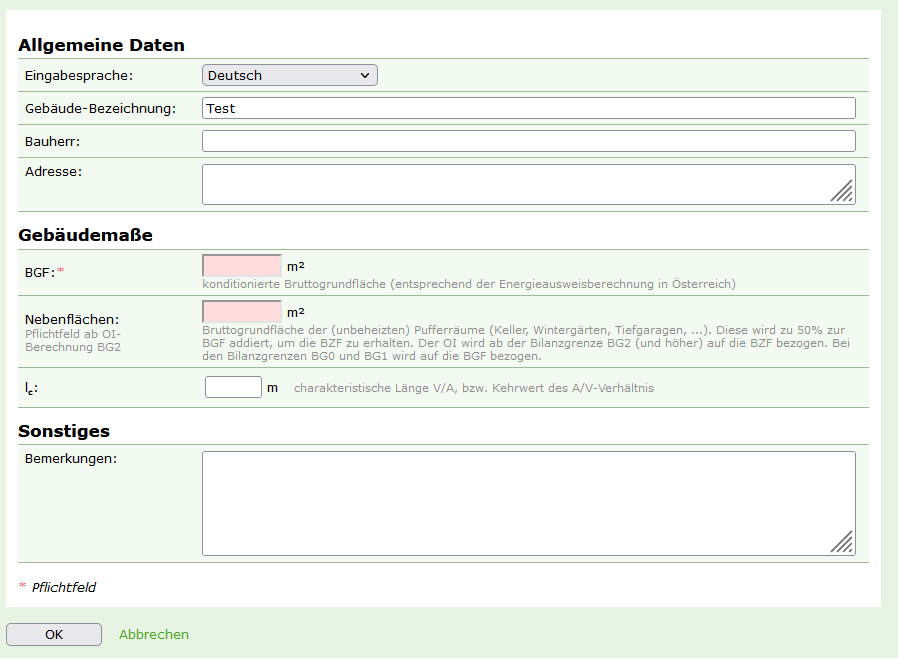 Allgemeine Daten
Eingabesprache: Deutsch
Gebäude-Bezeichnung: Test
Bauherr:
Adresse:
Gebäudemaße
BGF:* m²
konditionierte Bruttogrundfläche (entsprechend der Energieausweisberechnung in Österreich)
Nebenflächen: m²
Pflichtfeld ab OI-
Berechnung BG2
Bruttogrundfläche der (unbeheizten) Pufferräume (Keller, Wintergärten, Tiefgaragen, ...). Diese wird zu 50% zur
BGF addiert, um die BZF zu erhalten. Der OI wird ab der Bilanzgrenze BG2 (und höher) auf die BZF bezogen. Bei
den Bilanzgrenzen BG0 und BG1 wird auf die BGF bezogen.
lc: m charakteristische Länge V/A, bzw. Kehrwert des A/V-Verhältnis
Sonstiges
Bemerkungen:
* Pflichtfeld
OK Abbrechen